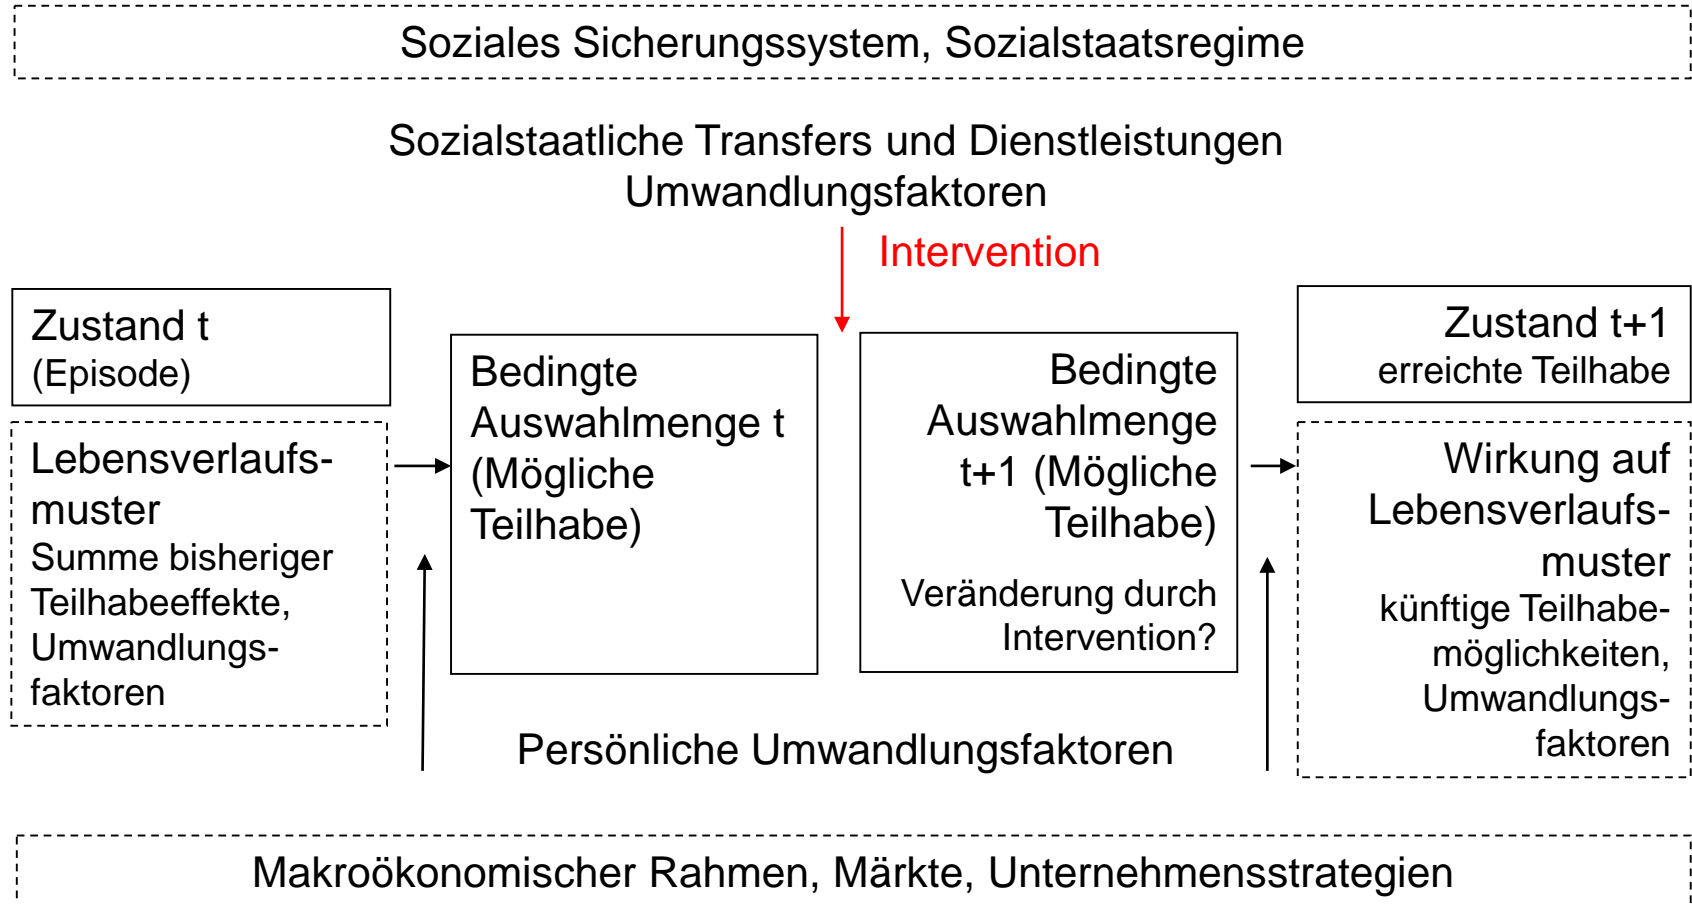 Soziales Sicherungssystem, Sozialstaatsregime
Sozialstaatliche Transfers und Dienstleistungen
Umwandlungsfaktoren
Intervention
Zustand t
(Episode)
Lebensverlaufs-
muster
Summe bisheriger
Teilhabeeffekte,
Umwandlungs-
faktoren
Bedingte
Auswahlmenge t
(Mögliche
Teilhabe)
Bedingte
Auswahlmenge
t+1 (Mögliche
Teilhabe)
Veränderung durch
Intervention?
Zustand t+1
erreichte Teilhabe
Wirkung auf
Lebensverlaufs-
muster
künftige Teilhabe-
möglichkeiten,
Umwandlungs-
faktoren
Persönliche Umwandlungsfaktoren
Makroökonomischer Rahmen, Märkte, Unternehmensstrategien